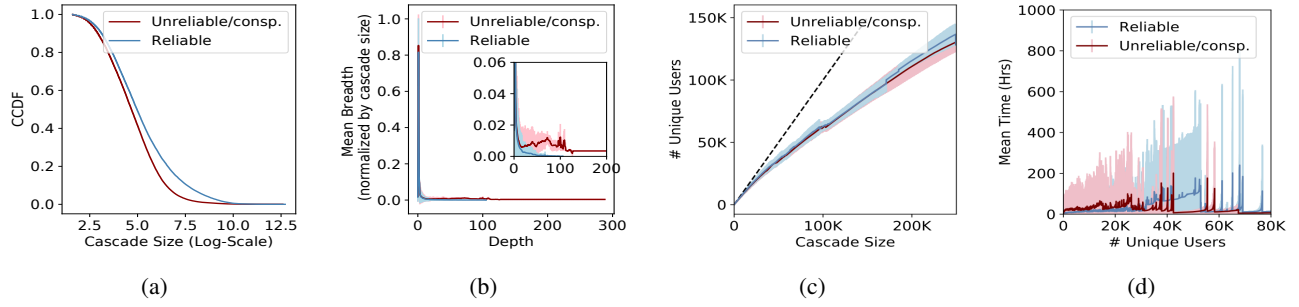 Unreliable/consp.
Reliable
1.0
0.8
0.6
0.4
0.2
0.0
CCDF
2.5
5.0
7.5
10.0
12.5
Cascade Size (Log-Scale)
(a)
Unreliable/consp.
Reliable
1.0
0.8
0.6
0.4
0.2
0.0
Mean Breadth
(normalized by cascade size)
0.06
0.04
0.02
0.00
0
100
200
0
100
200
300
Depth
(b)
Unreliable/consp.
Reliable
150K
100K
50K
0
# Unique Users
0
100K
200K
Cascade Size
(c)
Reliable
Unreliable/consp.
1000
800
600
400
200
0
Mean Time (Hrs)
0
20K
40K
60K
80K
# Unique Users
(d)